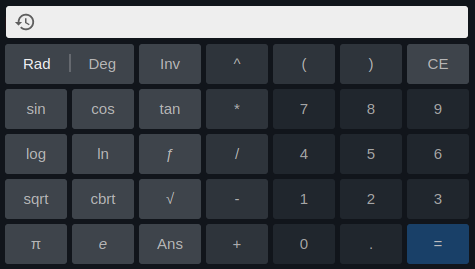 Rad | Deg Inv ^ ( ) CE
sin cos tan * 7 8 9
log ln ƒ / 4 5 6
sqrt cbrt √ - 1 2 3
π e Ans + 0 . =